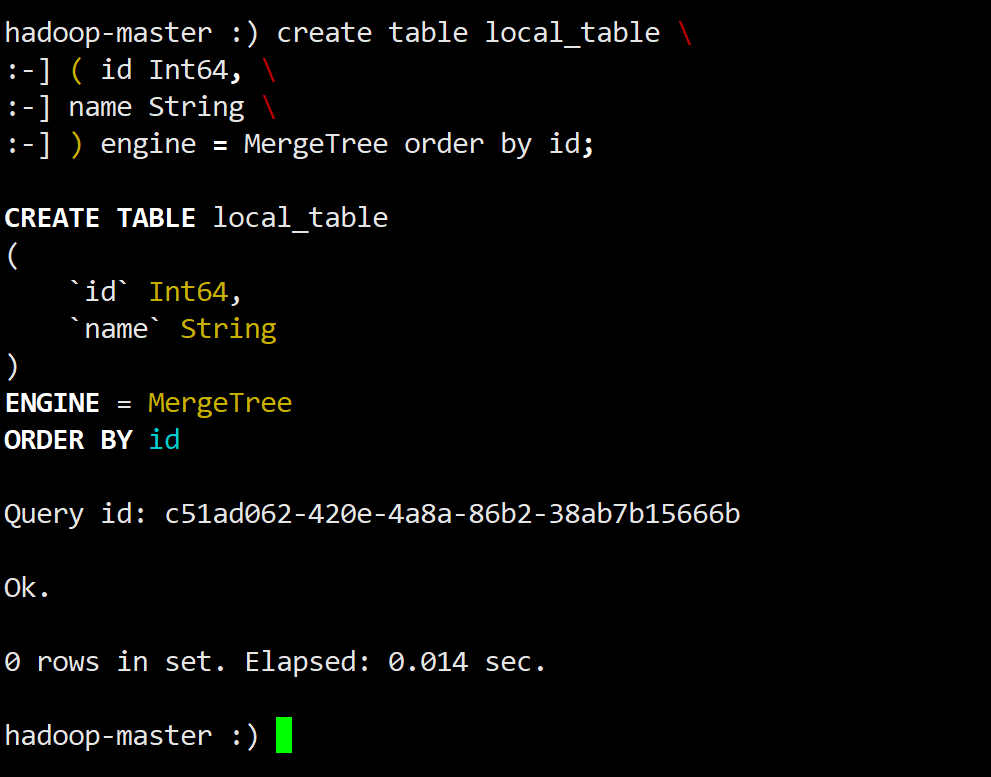 hadoop-master :) create table local_table \
:-] ( id Int64, \
:-] name String \
:-] ) engine = MergeTree order by id;
CREATE TABLE local_table
(
    `id` Int64,
    `name` String
)
ENGINE = MergeTree
ORDER BY id
Query id: c51ad062-420e-4a8a-86b2-38ab7b15666b
Ok.
0 rows in set. Elapsed: 0.014 sec.
hadoop-master :)